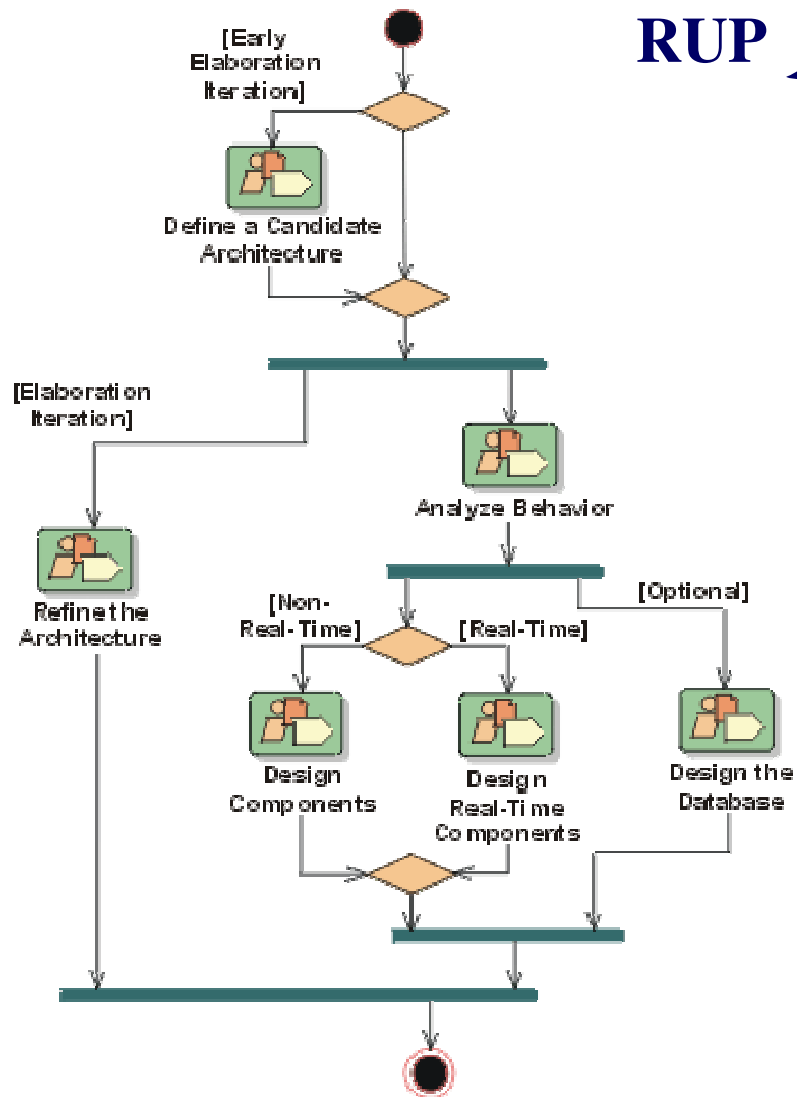 RUP
[Early
Elaboration
Iteration]
Define a Candidate
Architecture
[Elaboration
Iteration]
Analyze Behavior
Refine the
Architecture
[Non-
Real-Time]
[Real-Time]
[Optional]
Design
Components
Design
Real-Time
Components
Design the
Database